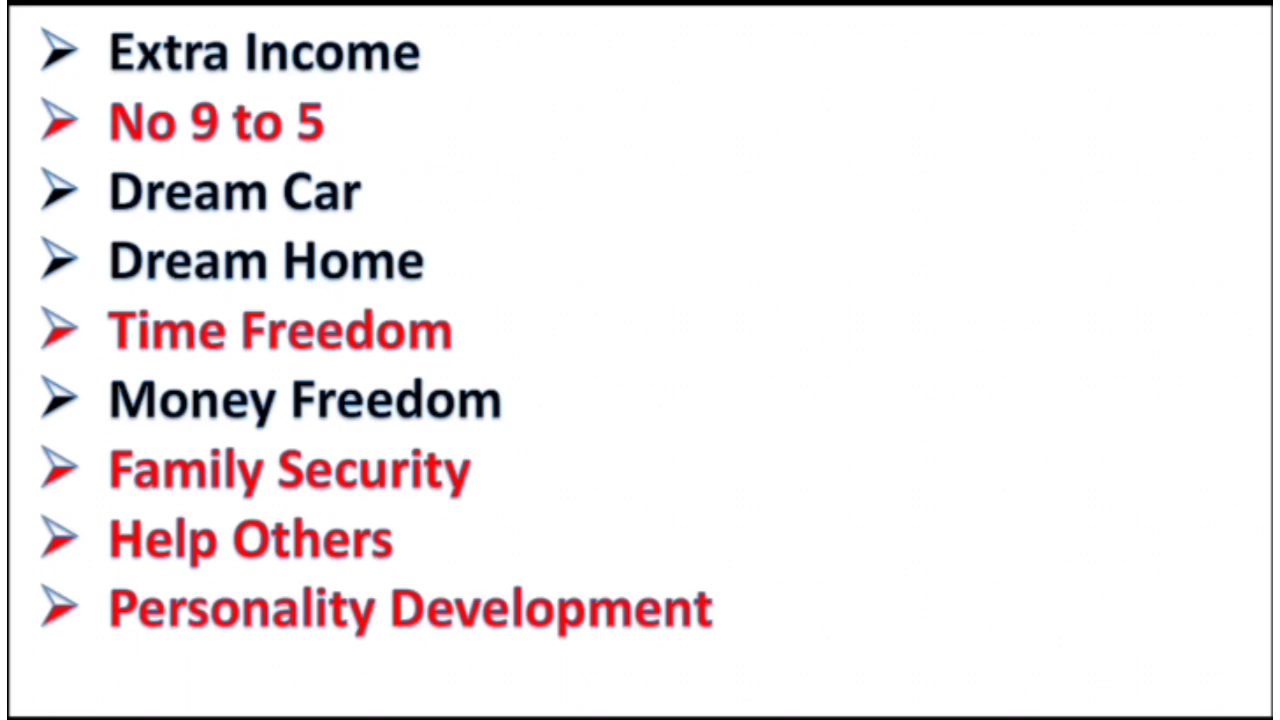 Extra Income
No 9 to 5
Dream Car
Dream Home
Time Freedom
Money Freedom
Family Security
Help Others
Personality Development